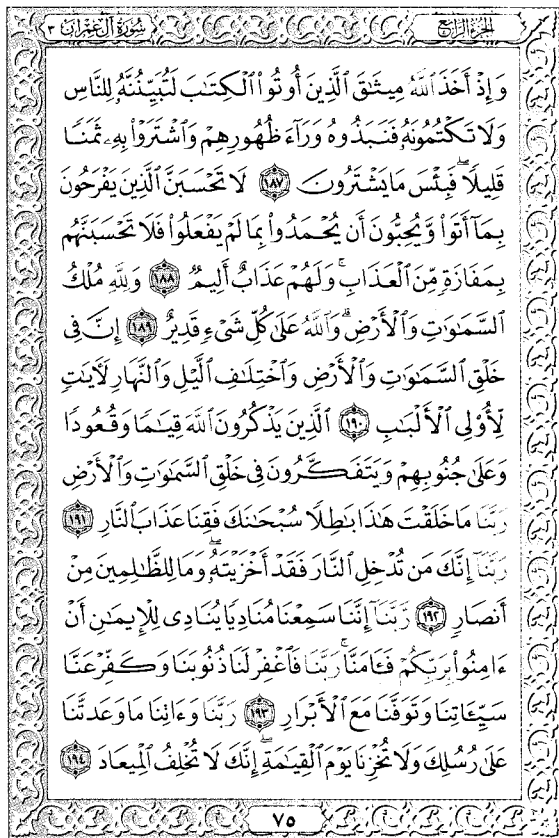 الجزء الرابع
سورة آل عمران ٣
وَإِذْ أَخَذَ ٱللَّهُ مِيثَٰقَ ٱلَّذِينَ أُوتُوا۟ ٱلْكِتَٰبَ لَتُبَيِّنُنَّهُۥ لِلنَّاسِ
وَلَا تَكْتُمُونَهُۥ فَنَبَذُوهُ وَرَآءَ ظُهُورِهِمْ وَٱشْتَرَوْا۟ بِهِۦ ثَمَنًا
قَلِيلًا ۖ فَبِئْسَ مَا يَشْتَرُونَ ١٨٧ لَا تَحْسَبَنَّ ٱلَّذِينَ يَفْرَحُونَ
بِمَآ أَتَوا۟ وَّيُحِبُّونَ أَن يُحْمَدُوا۟ بِمَا لَمْ يَفْعَلُوا۟ فَلَا تَحْسَبَنَّهُم
بِمَفَازَةٍ مِّنَ ٱلْعَذَابِ ۖ وَلَهُمْ عَذَابٌ أَلِيمٌ ١٨٨ وَلِلَّهِ مُلْكُ
ٱلسَّمَٰوَٰتِ وَٱلْأَرْضِ ۗ وَٱللَّهُ عَلَىٰ كُلِّ شَىْءٍ قَدِيرٌ ١٨٩ إِنَّ فِى
خَلْقِ ٱلسَّمَٰوَٰتِ وَٱلْأَرْضِ وَٱخْتِلَٰفِ ٱلَّيْلِ وَٱلنَّهَارِ لَءَايَٰتٍ
لِّأُو۟لِى ٱلْأَلْبَٰبِ ١٩٠ ٱلَّذِينَ يَذْكُرُونَ ٱللَّهَ قِيَٰمًا وَقُعُودًا
وَعَلَىٰ جُنُوبِهِمْ وَيَتَفَكَّرُونَ فِى خَلْقِ ٱلسَّمَٰوَٰتِ وَٱلْأَرْضِ
رَبَّنَا مَا خَلَقْتَ هَٰذَا بَٰطِلًا سُبْحَٰنَكَ فَقِنَا عَذَابَ ٱلنَّارِ ١٩١
رَبَّنَآ إِنَّكَ مَن تُدْخِلِ ٱلنَّارَ فَقَدْ أَخْزَيْتَهُۥ ۖ وَمَا لِلظَّٰلِمِينَ مِنْ
أَنصَارٍ ١٩٢ رَّبَّنَآ إِنَّنَا سَمِعْنَا مُنَادِيًا يُنَادِى لِلْإِيمَٰنِ أَنْ
ءَامِنُوا۟ بِرَبِّكُمْ فَـَٔامَنَّا ۚ رَبَّنَا فَٱغْفِرْ لَنَا ذُنُوبَنَا وَكَفِّرْ عَنَّا
سَيِّـَٔاتِنَا وَتَوَفَّنَا مَعَ ٱلْأَبْرَارِ ١٩٣ رَبَّنَا وَءَاتِنَا مَا وَعَدتَّنَا
عَلَىٰ رُسُلِكَ وَلَا تُخْزِنَا يَوْمَ ٱلْقِيَٰمَةِ ۗ إِنَّكَ لَا تُخْلِفُ ٱلْمِيعَادَ ١٩٤
٧٥